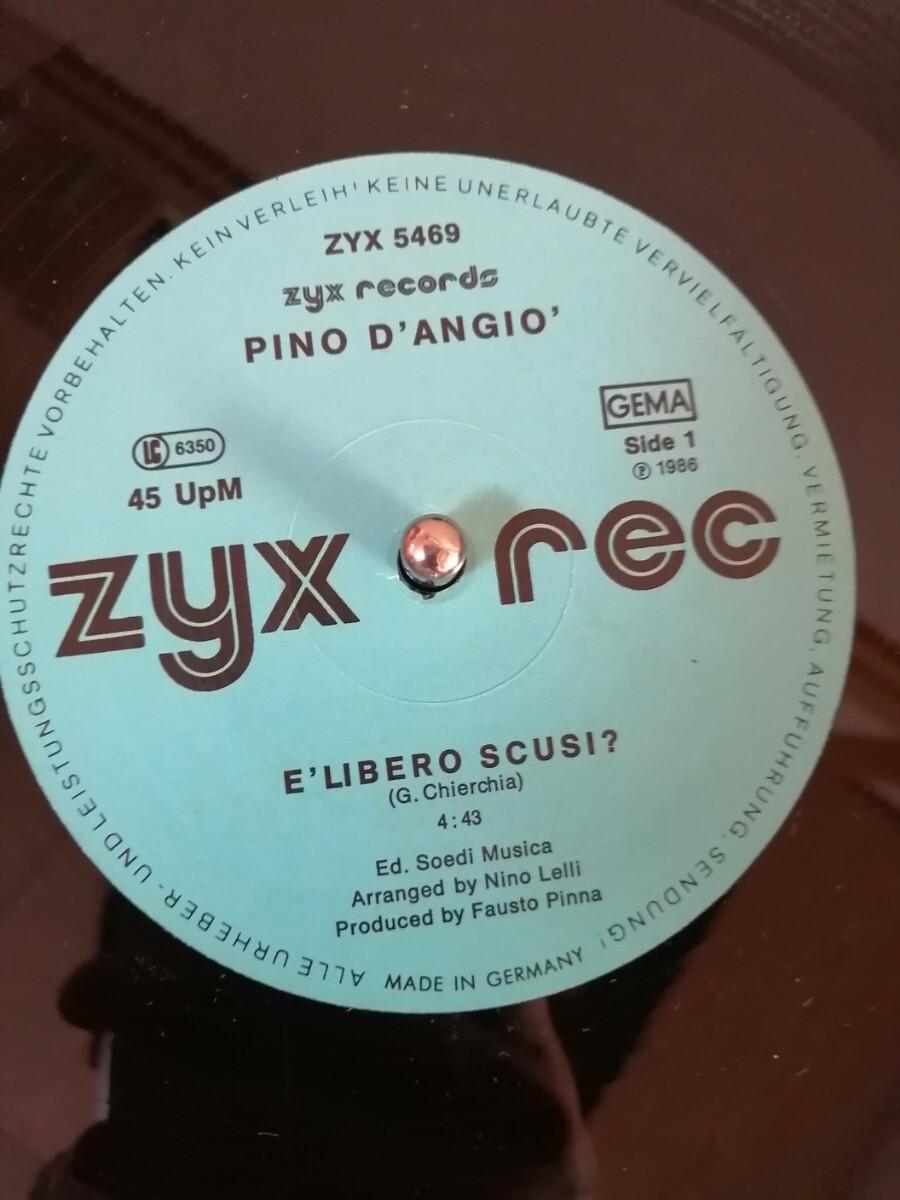 ALLE URHEBER- UND LEISTUNGSSCHUTZRECHTE VORBEHALTEN. KEIN VERLEIH! KEINE UNERLAUBTE VERVIELFÄLTIGUNG, VERMIETUNG, AUFFÜHRUNG, SENDUNG!
ZYX 5469
zyx records
PINO D'ANGIO'
GEMA
LC 6350
Side 1
45 UpM
℗ 1986
zyx rec
E'LIBERO SCUSI?
(G. Chierchia)
4:43
Ed. Soedi Musica
Arranged by Nino Lelli
Produced by Fausto Pinna
MADE IN GERMANY